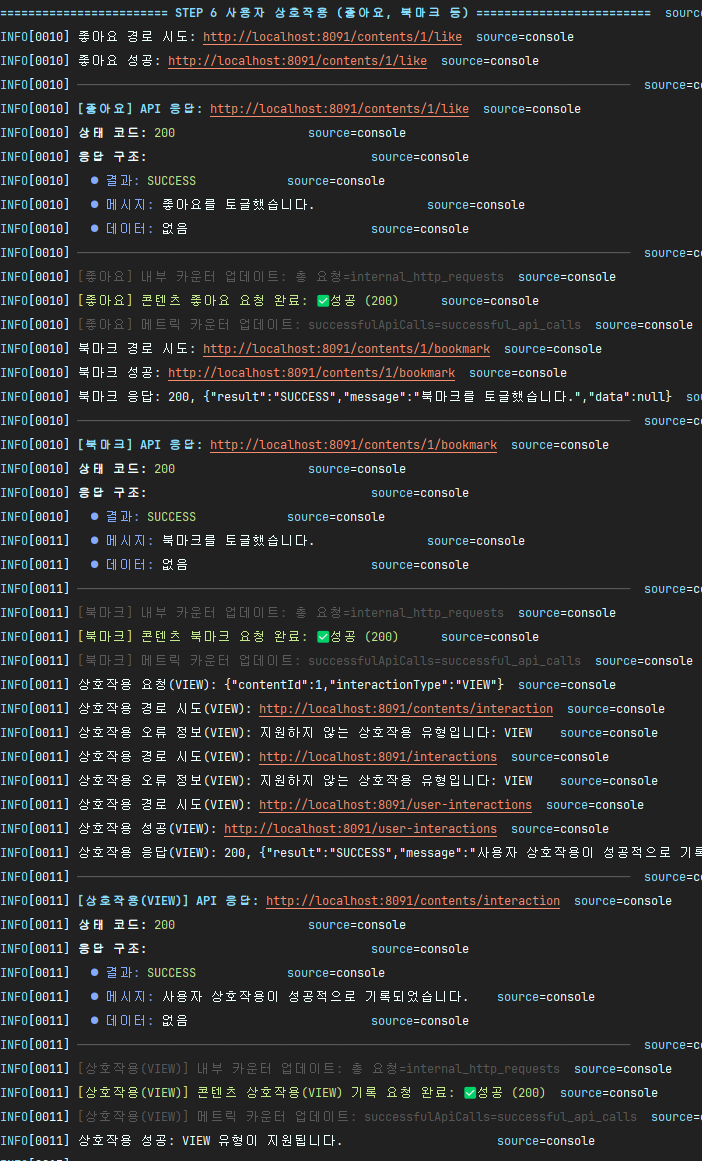 ======================== STEP 6 사용자 상호작용 (좋아요, 북마크 등) ========================= source
INFO[0010] 좋아요 경로 시도: http://localhost:8091/contents/1/like source=console
INFO[0010] 좋아요 성공: http://localhost:8091/contents/1/like source=console
INFO[0010] ─────────────────────────────────────── source=co
INFO[0010] [좋아요] API 응답: http://localhost:8091/contents/1/like source=console
INFO[0010] 상태 코드: 200 source=console
INFO[0010] 응답 구조: source=console
INFO[0010] ● 결과: SUCCESS source=console
INFO[0010] ● 메시지: 좋아요를 토글했습니다. source=console
INFO[0010] ● 데이터: 없음 source=console
INFO[0010] ─────────────────────────────────────── source=co
INFO[0010] [좋아요] 내부 카운터 업데이트: 총 요청=internal_http_requests source=console
INFO[0010] [좋아요] 콘텐츠 좋아요 요청 완료: ✅성공 (200) source=console
INFO[0010] [좋아요] 메트릭 카운터 업데이트: successfulApiCalls=successful_api_calls source=console
INFO[0010] 북마크 경로 시도: http://localhost:8091/contents/1/bookmark source=console
INFO[0010] 북마크 성공: http://localhost:8091/contents/1/bookmark source=console
INFO[0010] 북마크 응답: 200, {"result":"SUCCESS","message":"북마크를 토글했습니다.","data":null} so
INFO[0010] ─────────────────────────────────────── source=co
INFO[0010] [북마크] API 응답: http://localhost:8091/contents/1/bookmark source=console
INFO[0010] 상태 코드: 200 source=console
INFO[0010] 응답 구조: source=console
INFO[0010] ● 결과: SUCCESS source=console
INFO[0011] ● 메시지: 북마크를 토글했습니다. source=console
INFO[0011] ● 데이터: 없음 source=console
INFO[0011] ─────────────────────────────────────── source=co
INFO[0011] [북마크] 내부 카운터 업데이트: 총 요청=internal_http_requests source=console
INFO[0011] [북마크] 콘텐츠 북마크 요청 완료: ✅성공 (200) source=console
INFO[0011] [북마크] 메트릭 카운터 업데이트: successfulApiCalls=successful_api_calls source=console
INFO[0011] 상호작용 요청(VIEW): {"contentId":1,"interactionType":"VIEW"} source=console
INFO[0011] 상호작용 경로 시도(VIEW): http://localhost:8091/contents/interaction source=console
INFO[0011] 상호작용 오류 정보(VIEW): 지원하지 않는 상호작용 유형입니다: VIEW source=console
INFO[0011] 상호작용 경로 시도(VIEW): http://localhost:8091/interactions source=console
INFO[0011] 상호작용 오류 정보(VIEW): 지원하지 않는 상호작용 유형입니다: VIEW source=console
INFO[0011] 상호작용 경로 시도(VIEW): http://localhost:8091/user-interactions source=console
INFO[0011] 상호작용 성공(VIEW): http://localhost:8091/user-interactions source=console
INFO[0011] 상호작용 응답(VIEW): 200, {"result":"SUCCESS","message":"사용자 상호작용이 성공적으로 기록
INFO[0011] ─────────────────────────────────────── source=co
INFO[0011] [상호작용(VIEW)] API 응답: http://localhost:8091/contents/interaction source=console
INFO[0011] 상태 코드: 200 source=console
INFO[0011] 응답 구조: source=console
INFO[0011] ● 결과: SUCCESS source=console
INFO[0011] ● 메시지: 사용자 상호작용이 성공적으로 기록되었습니다. source=console
INFO[0011] ● 데이터: 없음 source=console
INFO[0011] ─────────────────────────────────────── source=co
INFO[0011] [상호작용(VIEW)] 내부 카운터 업데이트: 총 요청=internal_http_requests source=console
INFO[0011] [상호작용(VIEW)] 콘텐츠 상호작용(VIEW) 기록 요청 완료: ✅성공 (200) source=console
INFO[0011] [상호작용(VIEW)] 메트릭 카운터 업데이트: successfulApiCalls=successful_api_calls source=co
INFO[0011] 상호작용 성공: VIEW 유형이 지원됩니다. source=console